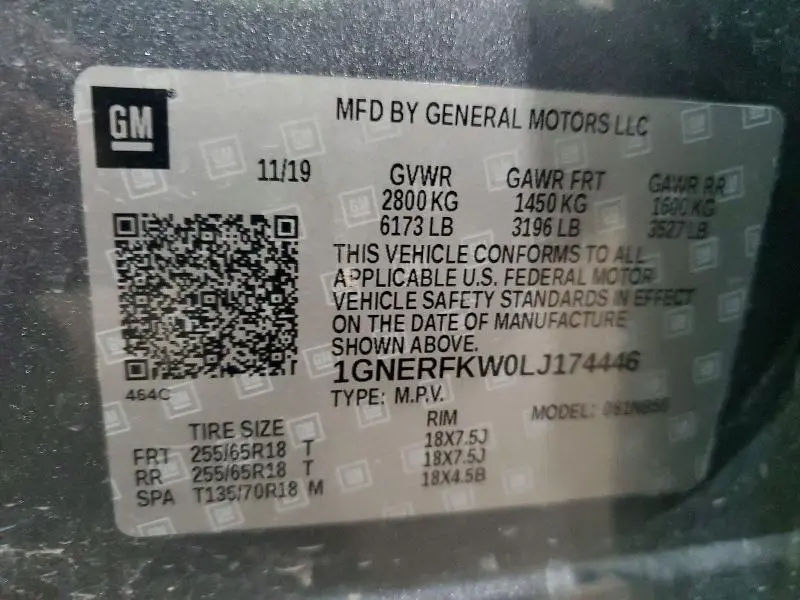 GM
MFD BY GENERAL MOTORS LLC
11/19
GVWR GAWR FRT GAWR RR
2800 KG 1450 KG 1600 KG
6173 LB 3196 LB 3527 LB
THIS VEHICLE CONFORMS TO ALL
APPLICABLE U.S. FEDERAL MOTOR
VEHICLE SAFETY STANDARDS IN EFFECT
ON THE DATE OF MANUFACTURE
SHOWN ABOVE.
1GNERFKW0LJ174446
464C
TYPE: M.P.V. MODEL:
TIRE SIZE RIM
FRT 255/65R18 T 18X7.5J
RR 255/65R18 T 18X7.5J
SPA T135/70R18 M 18X4.5B